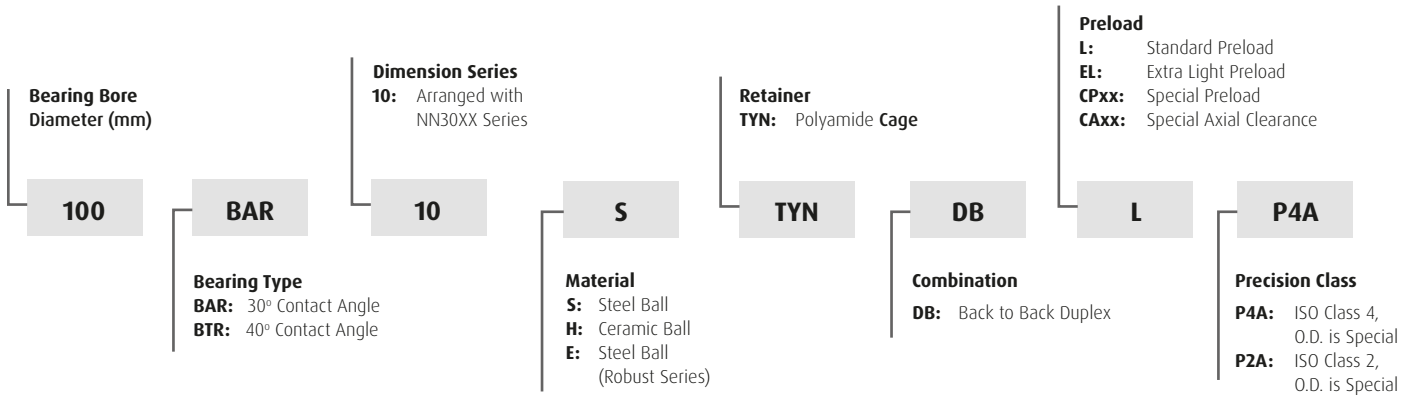 Bearing Bore
Diameter (mm)
Dimension Series
10: Arranged with
NN30XX Series
Retainer
TYN: Polyamide Cage
Preload
L: Standard Preload
EL: Extra Light Preload
CPxx: Special Preload
CAxx: Special Axial Clearance
100 BAR 10 S TYN DB L P4A
Bearing Type
BAR: 30º Contact Angle
BTR: 40º Contact Angle
Material
S: Steel Ball
H: Ceramic Ball
E: Steel Ball
(Robust Series)
Combination
DB: Back to Back Duplex
Precision Class
P4A: ISO Class 4,
O.D. is Special
P2A: ISO Class 2,
O.D. is Special